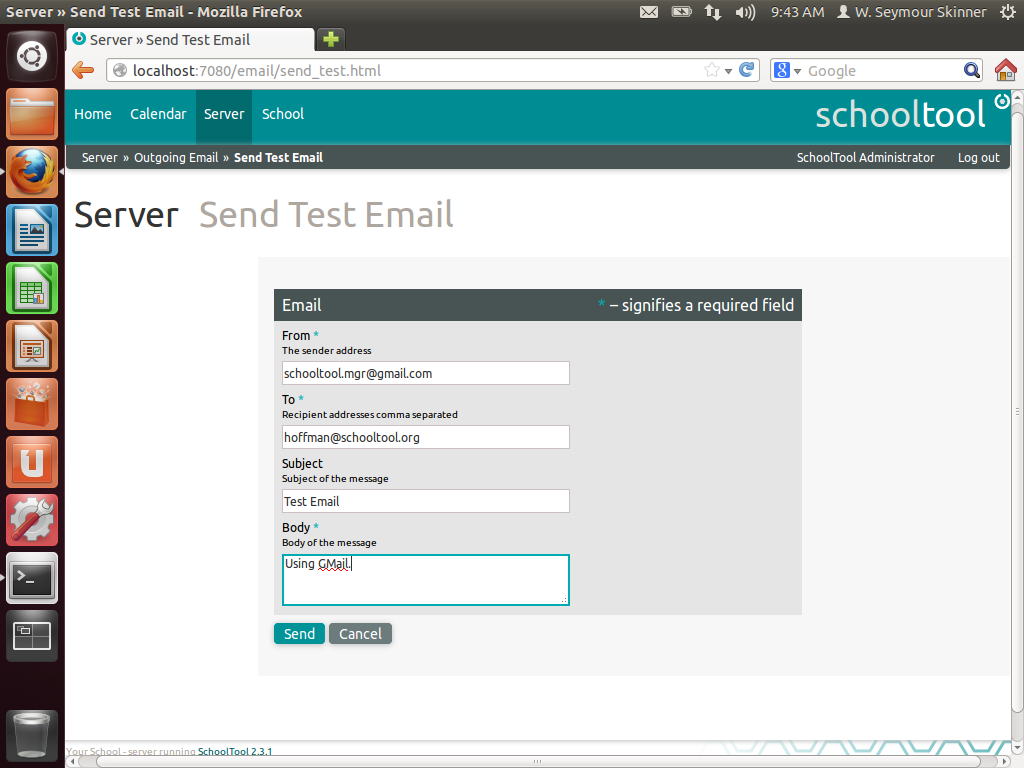 Server » Send Test Email - Mozilla Firefox
9:43 AM W. Seymour Skinner
Server » Send Test Email
localhost:7080/email/send_test.html
Google
Home Calendar Server School
schooltool
Server » Outgoing Email » Send Test Email
SchoolTool Administrator Log out
Server Send Test Email
Email * – signifies a required field
From *
The sender address
schooltool.mgr@gmail.com
To *
Recipient addresses comma separated
hoffman@schooltool.org
Subject
Subject of the message
Test Email
Body *
Body of the message
Using GMail.
Send Cancel
Your School - server running SchoolTool 2.3.1